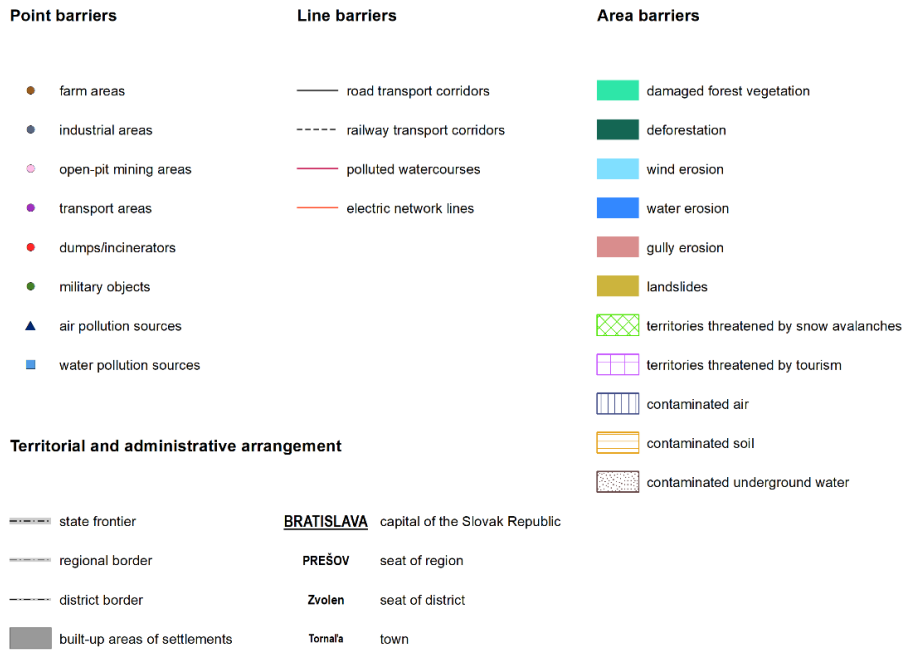 Point barriers
farm areas
industrial areas
open-pit mining areas
transport areas
dumps/incinerators
military objects
air pollution sources
water pollution sources
Line barriers
road transport corridors
railway transport corridors
polluted watercourses
electric network lines
Area barriers
damaged forest vegetation
deforestation
wind erosion
water erosion
gully erosion
landslides
territories threatened by snow avalanches
territories threatened by tourism
contaminated air
contaminated soil
contaminated underground water
Territorial and administrative arrangement
state frontier
regional border
district border
built-up areas of settlements
BRATISLAVA capital of the Slovak Republic
PREŠOV seat of region
Zvolen seat of district
Tornaľa town